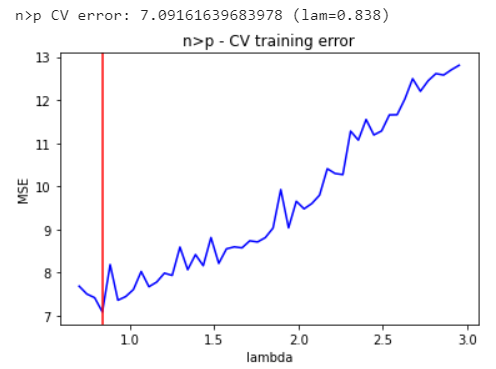 n>p CV error: 7.09161639683978 (lam=0.838)
n>p - CV training error
13
12
11
10
9
8
7
MSE
1.0 1.5 2.0 2.5 3.0
lambda